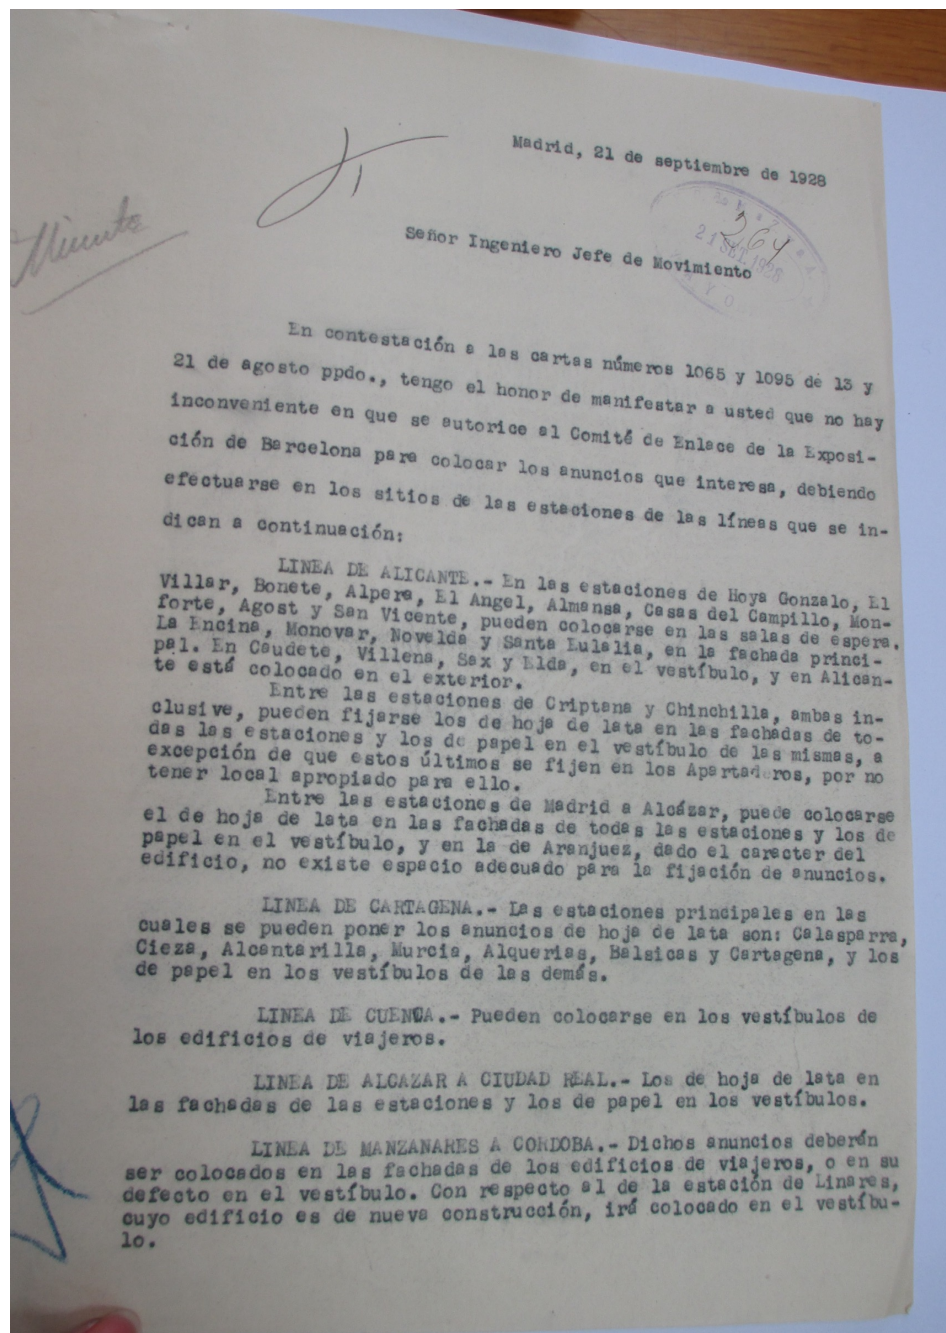 Madrid, 21 de septiembre de 1928
264
21 SET. 1928
Minuta
Señor Ingeniero Jefe de Movimiento
En contestación a las cartas números 1065 y 1095 de 13 y
21 de agosto ppdo., tengo el honor de manifestar a usted que no hay
inconveniente en que se autorice al Comité de Enlace de la Exposi-
ción de Barcelona para colocar los anuncios que interesa, debiendo
efectuarse en los sitios de las estaciones de las líneas que se in-
dican a continuación:
LINEA DE ALICANTE.- En las estaciones de Hoya Gonzalo, El
Villar, Bonete, Alpera, El Angel, Almansa, Casas del Campillo, Mon-
forte, Agost y San Vicente, pueden colocarse en las salas de espera.
La Encina, Monovar, Novelda y Santa Eulalia, en la fachada princi-
pal. En Caudete, Villena, Sax y Elda, en el vestíbulo, y en Alican-
te está colocado en el exterior.
Entre las estaciones de Criptana y Chinchilla, ambas in-
clusive, pueden fijarse los de hoja de lata en las fachadas de to-
das las estaciones y los de papel en el vestíbulo de las mismas, a
excepción de que estos últimos se fijen en los Apartaderos, por no
tener local apropiado para ello.
Entre las estaciones de Madrid a Alcázar, puede colocarse
el de hoja de lata en las fachadas de todas las estaciones y los de
papel en el vestíbulo, y en la de Aranjuez, dado el caracter del
edificio, no existe espacio adecuado para la fijación de anuncios.
LINEA DE CARTAGENA.- Las estaciones principales en las
cuales se pueden poner los anuncios de hoja de lata son: Calasparra,
Cieza, Alcantarilla, Murcia, Alquerias, Balsicas y Cartagena, y los
de papel en los vestíbulos de las demás.
LINEA DE CUENCA.- Pueden colocarse en los vestíbulos de
los edificios de viajeros.
LINEA DE ALCAZAR A CIUDAD REAL.- Los de hoja de lata en
las fachadas de las estaciones y los de papel en los vestíbulos.
LINEA DE MANZANARES A CORDOBA.- Dichos anuncios deberán
ser colocados en las fachadas de los edificios de viajeros, o en su
defecto en el vestíbulo. Con respecto al de la estación de Linares,
cuyo edificio es de nueva construcción, irá colocado en el vestíbu-
lo.